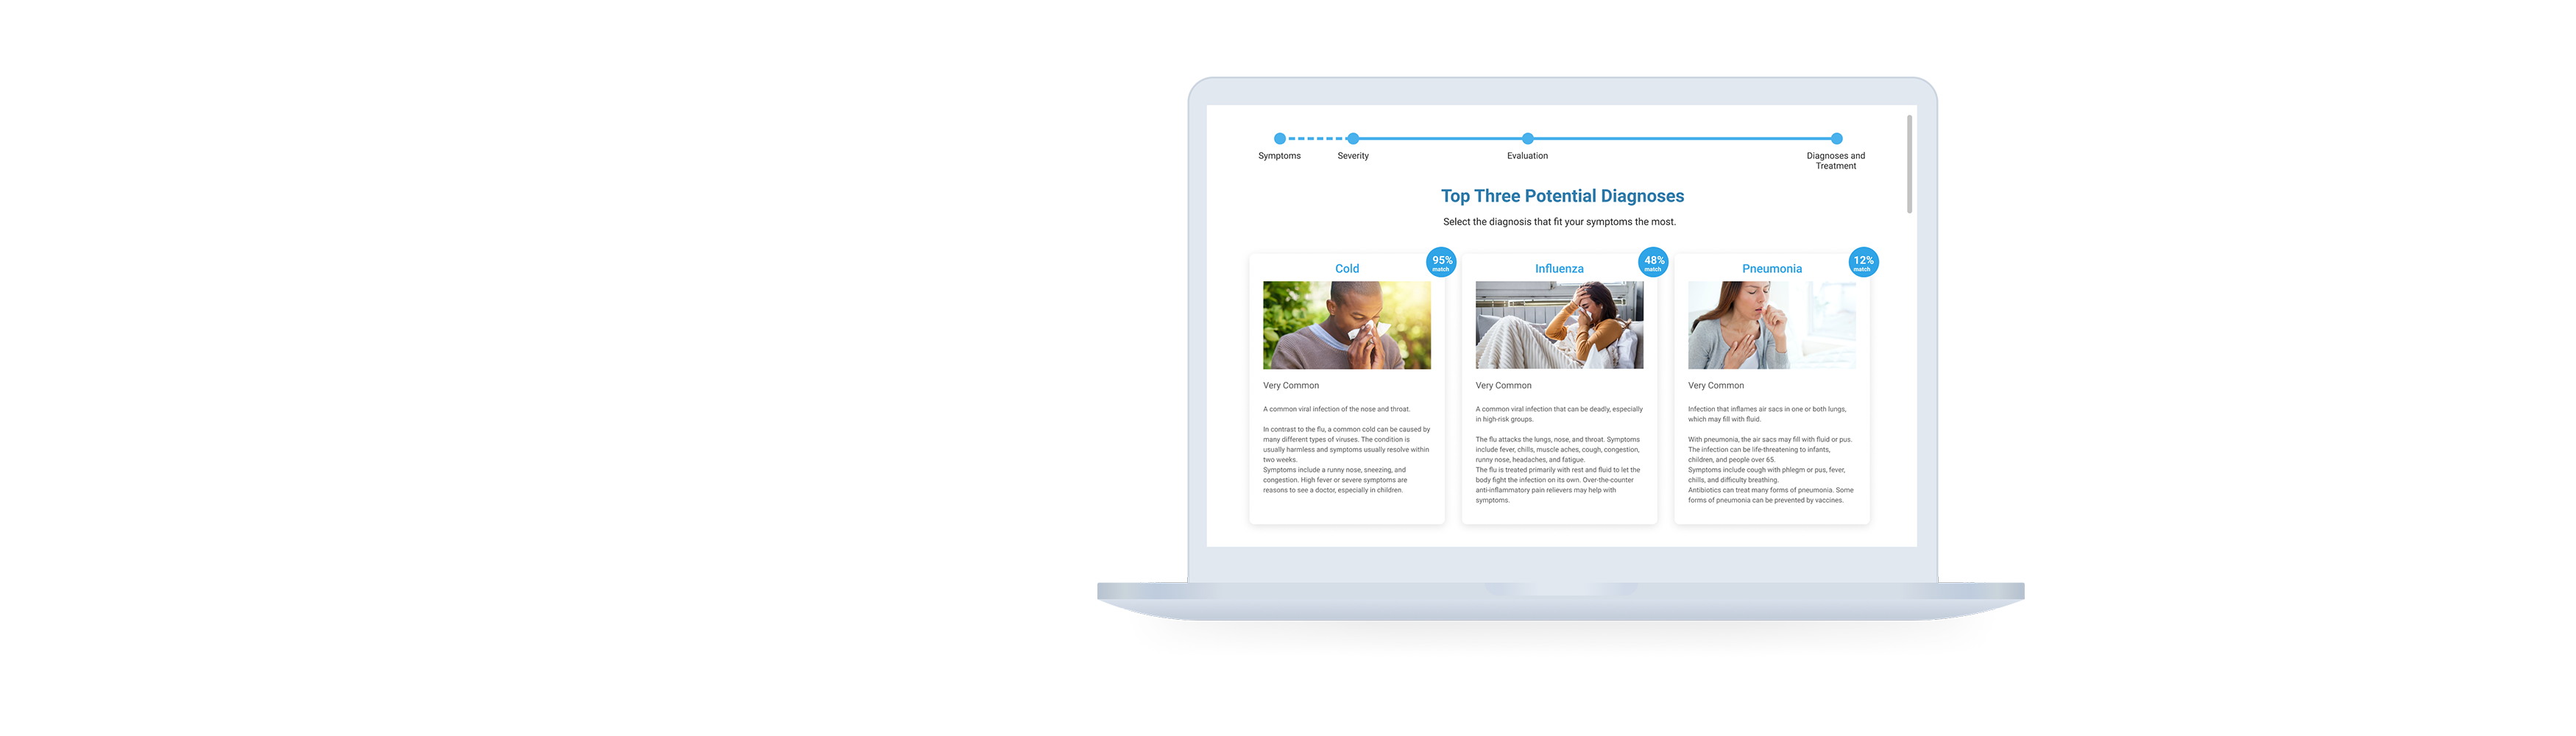 Symptoms
Severity
Evaluation
Diagnoses and
Treatment
Top Three Potential Diagnoses
Select the diagnosis that fit your symptoms the most.
Cold
95%
match
Very Common
A common viral infection of the nose and throat.
In contrast to the flu, a common cold can be caused by
many different types of viruses. The condition is
usually harmless and symptoms usually resolve within
two weeks.
Symptoms include a runny nose, sneezing, and
congestion. High fever or severe symptoms are
reasons to see a doctor, especially in children.
Influenza
48%
match
Very Common
A common viral infection that can be deadly, especially
in high-risk groups.
The flu attacks the lungs, nose, and throat. Symptoms
include fever, chills, muscle aches, cough, congestion,
runny nose, headaches, and fatigue.
The flu is treated primarily with rest and fluid to let the
body fight the infection on its own. Over-the-counter
anti-inflammatory pain relievers may help with
symptoms.
Pneumonia
12%
match
Very Common
Infection that inflames air sacs in one or both lungs,
which may fill with fluid.
With pneumonia, the air sacs may fill with fluid or pus.
The infection can be life-threatening to infants,
children, and people over 65.
Symptoms include cough with phlegm or pus, fever,
chills, and difficulty breathing.
Antibiotics can treat many forms of pneumonia. Some
forms of pneumonia can be prevented by vaccines.